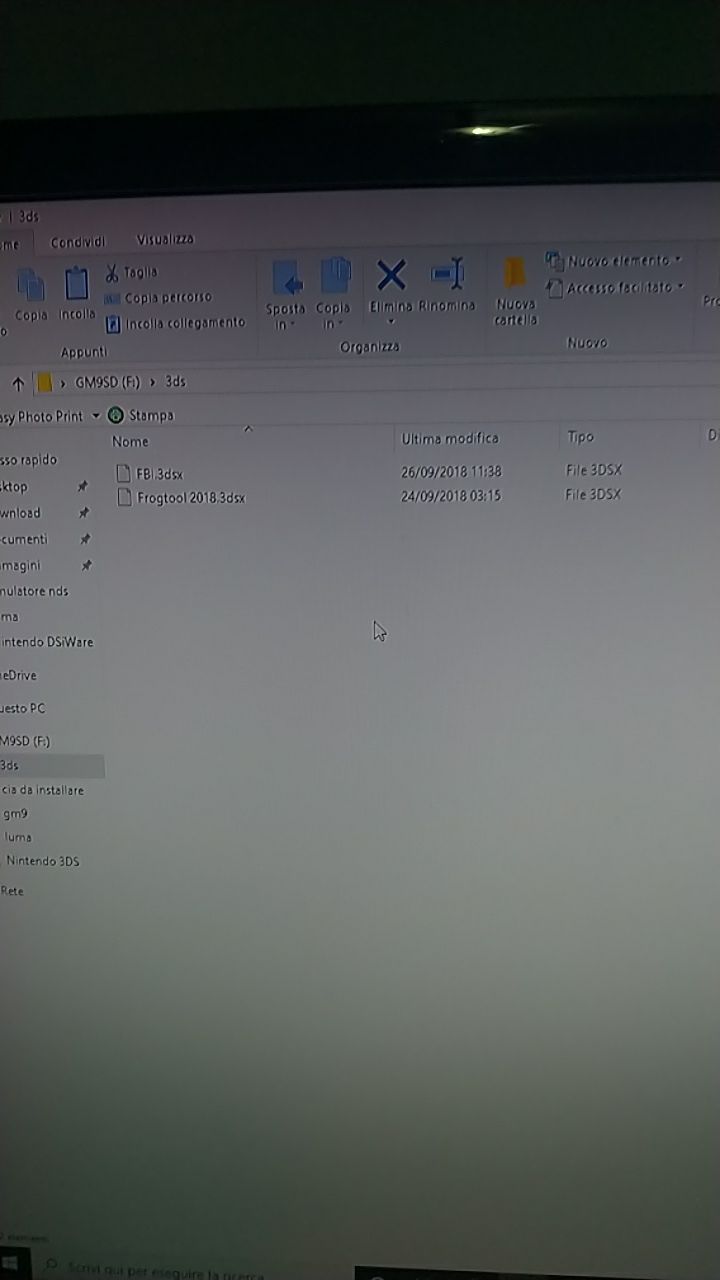 3ds
me Condividi Visualizza
Copia
Incolla
Taglia
Copia percorso
Incolla collegamento
Appunti
Sposta in
Copia in
Elimina
Rinomina
Organizza
Nuova cartella
Nuovo elemento
Accesso facilitato
Nuovo
GM9SD (F:) > 3ds
asy Photo Print Stampa
Nome Ultima modifica Tipo D
FBI.3dsx 26/09/2018 11:38 File 3DSX
Frogtool 2018.3dsx 24/09/2018 03:15 File 3DSX
sso rapido
ktop
wnload
cumenti
magini
nulatore nds
ma
intendo DSiWare
eDrive
uesto PC
M9SD (F:)
3ds
cia da installare
gm9
luma
Nintendo 3DS
Rete
Scrivi qui per eseguire la ricerca